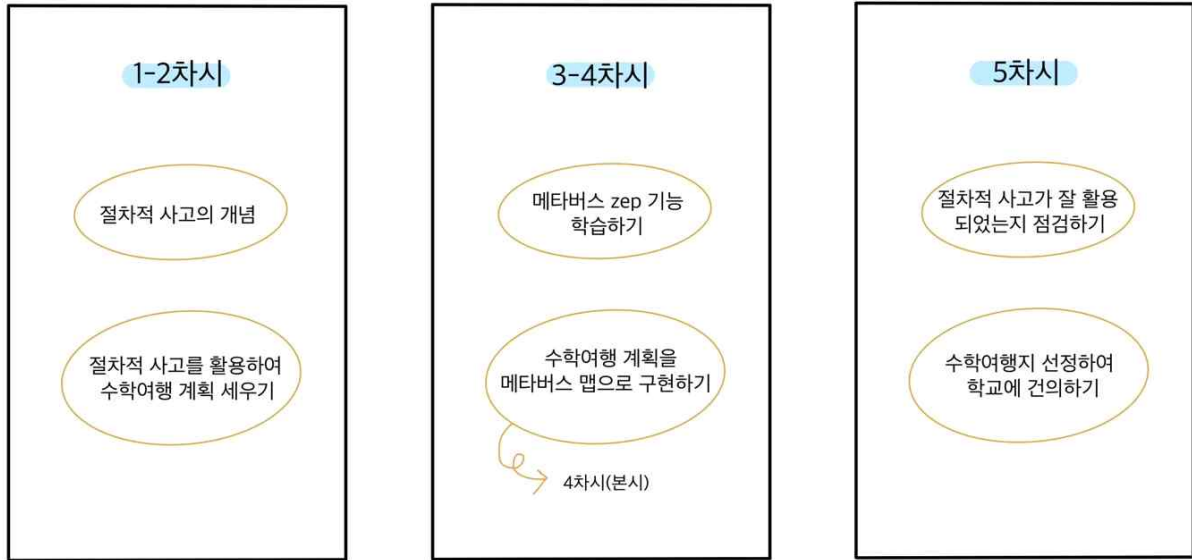 1-2차시
절차적 사고의 개념
절차적 사고를 활용하여
수학여행 계획 세우기
3-4차시
메타버스 zep 기능
학습하기
수학여행 계획을
메타버스 맵으로 구현하기
4차시(본시)
5차시
절차적 사고가 잘 활용
되었는지 점검하기
수학여행지 선정하여
학교에 건의하기